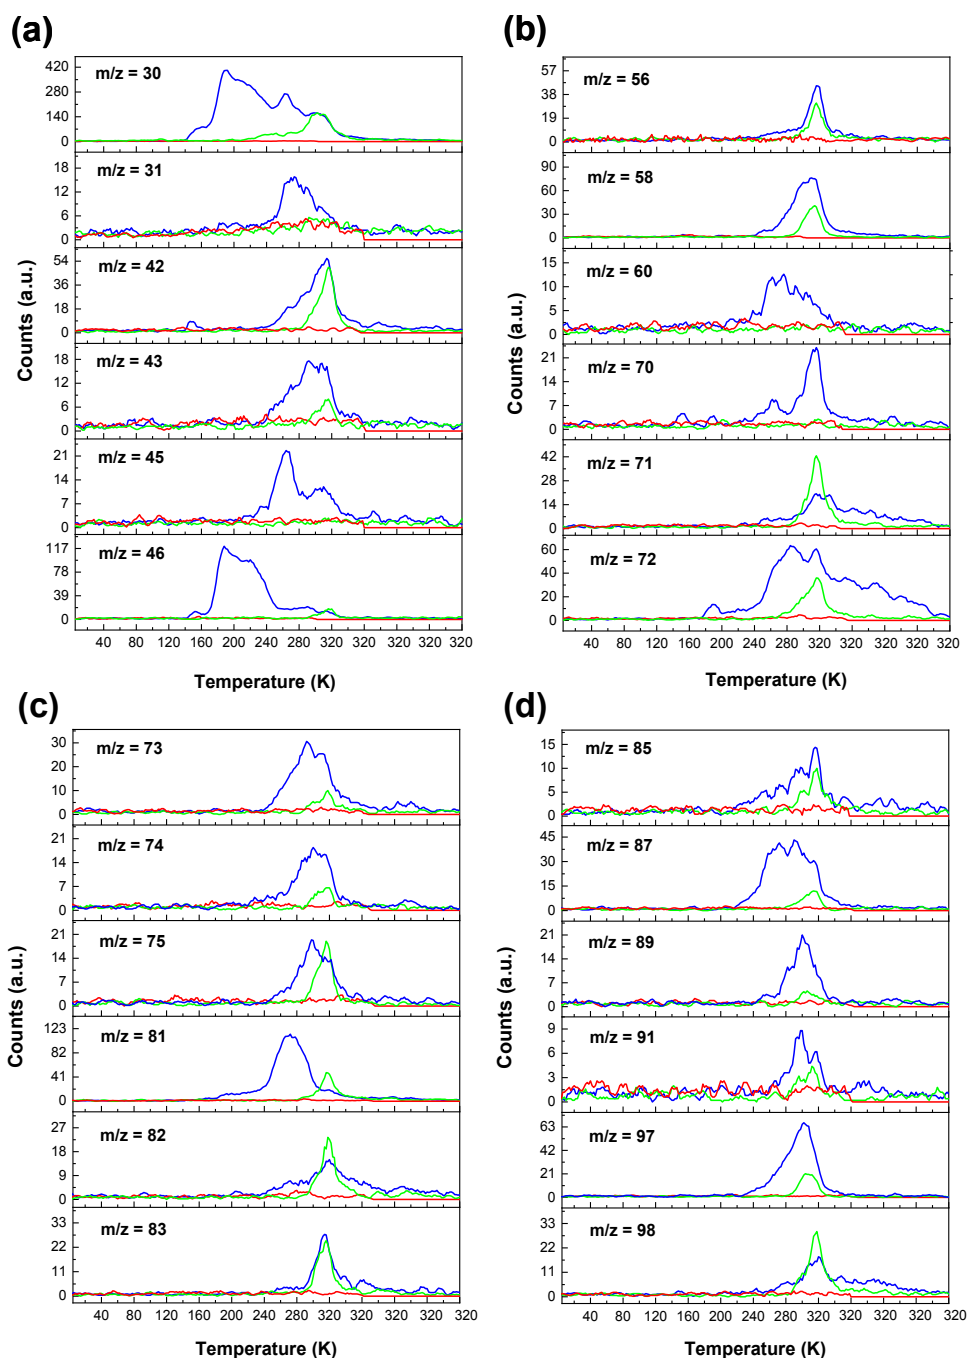 (a)
m/z = 30
420
280
140
0
m/z = 31
18
12
6
0
m/z = 42
54
36
18
0
m/z = 43
18
12
6
0
m/z = 45
21
14
7
0
m/z = 46
117
78
39
0
40 80 120 160 200 240 280 320 320 320 320 320
Counts (a.u.)
Temperature (K)
(b)
m/z = 56
57
38
19
0
m/z = 58
90
60
30
0
m/z = 60
15
10
5
0
m/z = 70
21
14
7
0
m/z = 71
42
28
14
0
m/z = 72
60
40
20
0
40 80 120 160 200 240 280 320 320 320 320 320
Counts (a.u.)
Temperature (K)
(c)
m/z = 73
30
20
10
0
m/z = 74
21
14
7
0
m/z = 75
21
14
7
0
m/z = 81
123
82
41
0
m/z = 82
27
18
9
0
m/z = 83
33
22
11
0
40 80 120 160 200 240 280 320 320 320 320 320
Counts (a.u.)
Temperature (K)
(d)
m/z = 85
15
10
5
0
m/z = 87
45
30
15
0
m/z = 89
21
14
7
0
m/z = 91
9
6
3
0
m/z = 97
63
42
21
0
m/z = 98
33
22
11
0
40 80 120 160 200 240 280 320 320 320 320 320
Counts (a.u.)
Temperature (K)